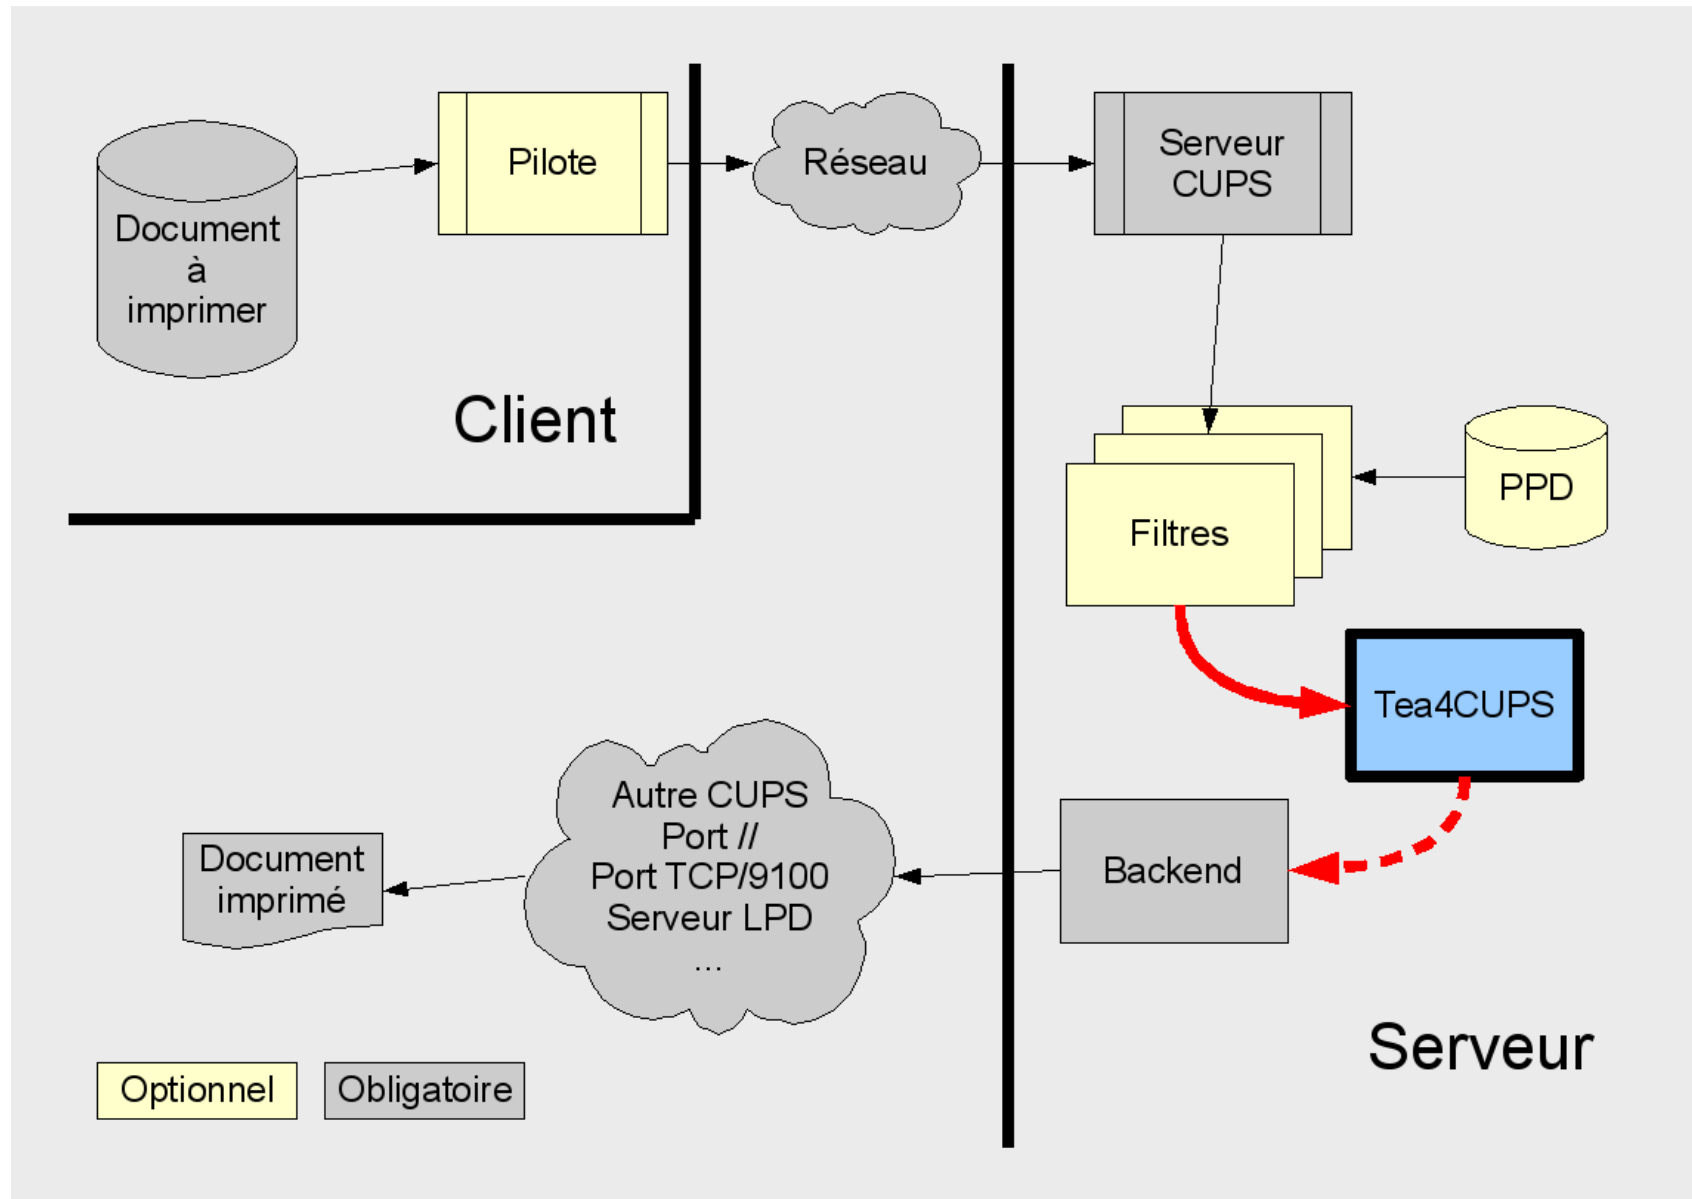 Document
à
imprimer
Pilote
Réseau
Serveur
CUPS
Client
Filtres
PPD
Tea4CUPS
Backend
Autre CUPS
Port //
Port TCP/9100
Serveur LPD
...
Document
imprimé
Serveur
Optionnel
Obligatoire